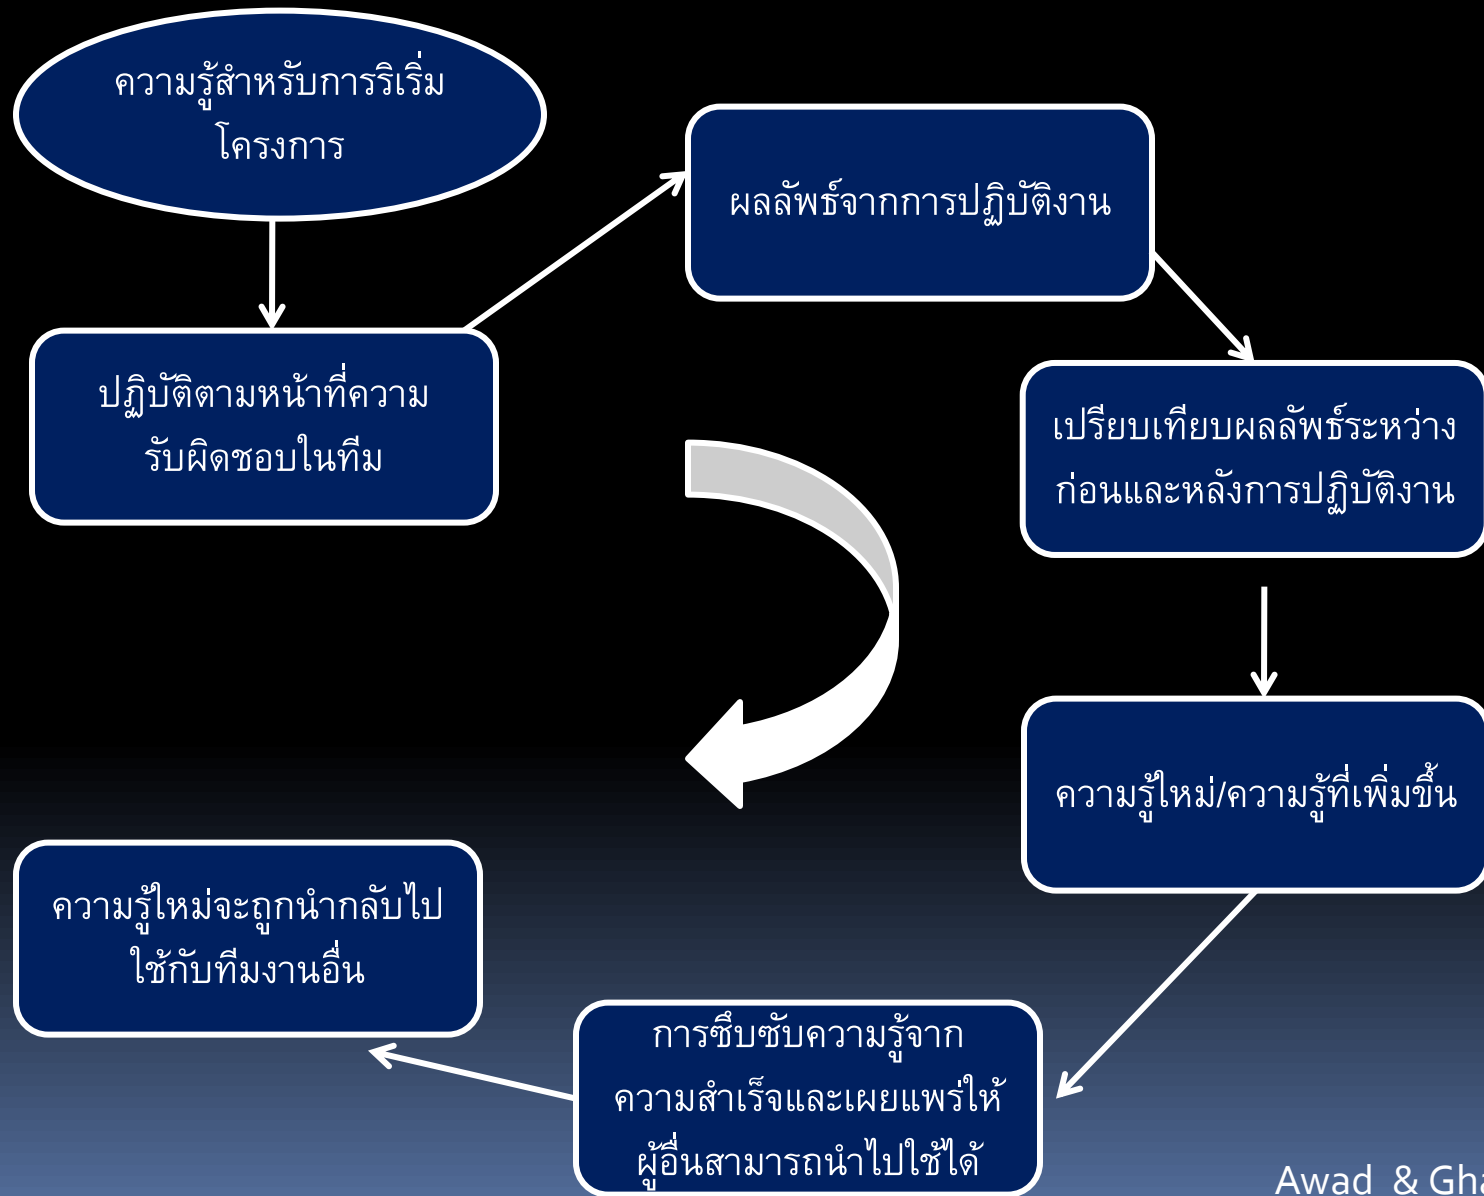 ความรู้สำหรับการริเริ่ม
โครงการ
ปฏิบัติตามหน้าที่ความ
รับผิดชอบในทีม
ผลลัพธ์จากการปฏิบัติงาน
เปรียบเทียบผลลัพธ์ระหว่าง
ก่อนและหลังการปฏิบัติงาน
ความรู้ใหม่/ความรู้ที่เพิ่มขึ้น
การซึบซับความรู้จาก
ความสำเร็จและเผยแพร่ให้
ผู้อื่นสามารถนำไปใช้ได้
ความรู้ใหม่จะถูกนำกลับไป
ใช้กับทีมงานอื่น
Awad & Gha